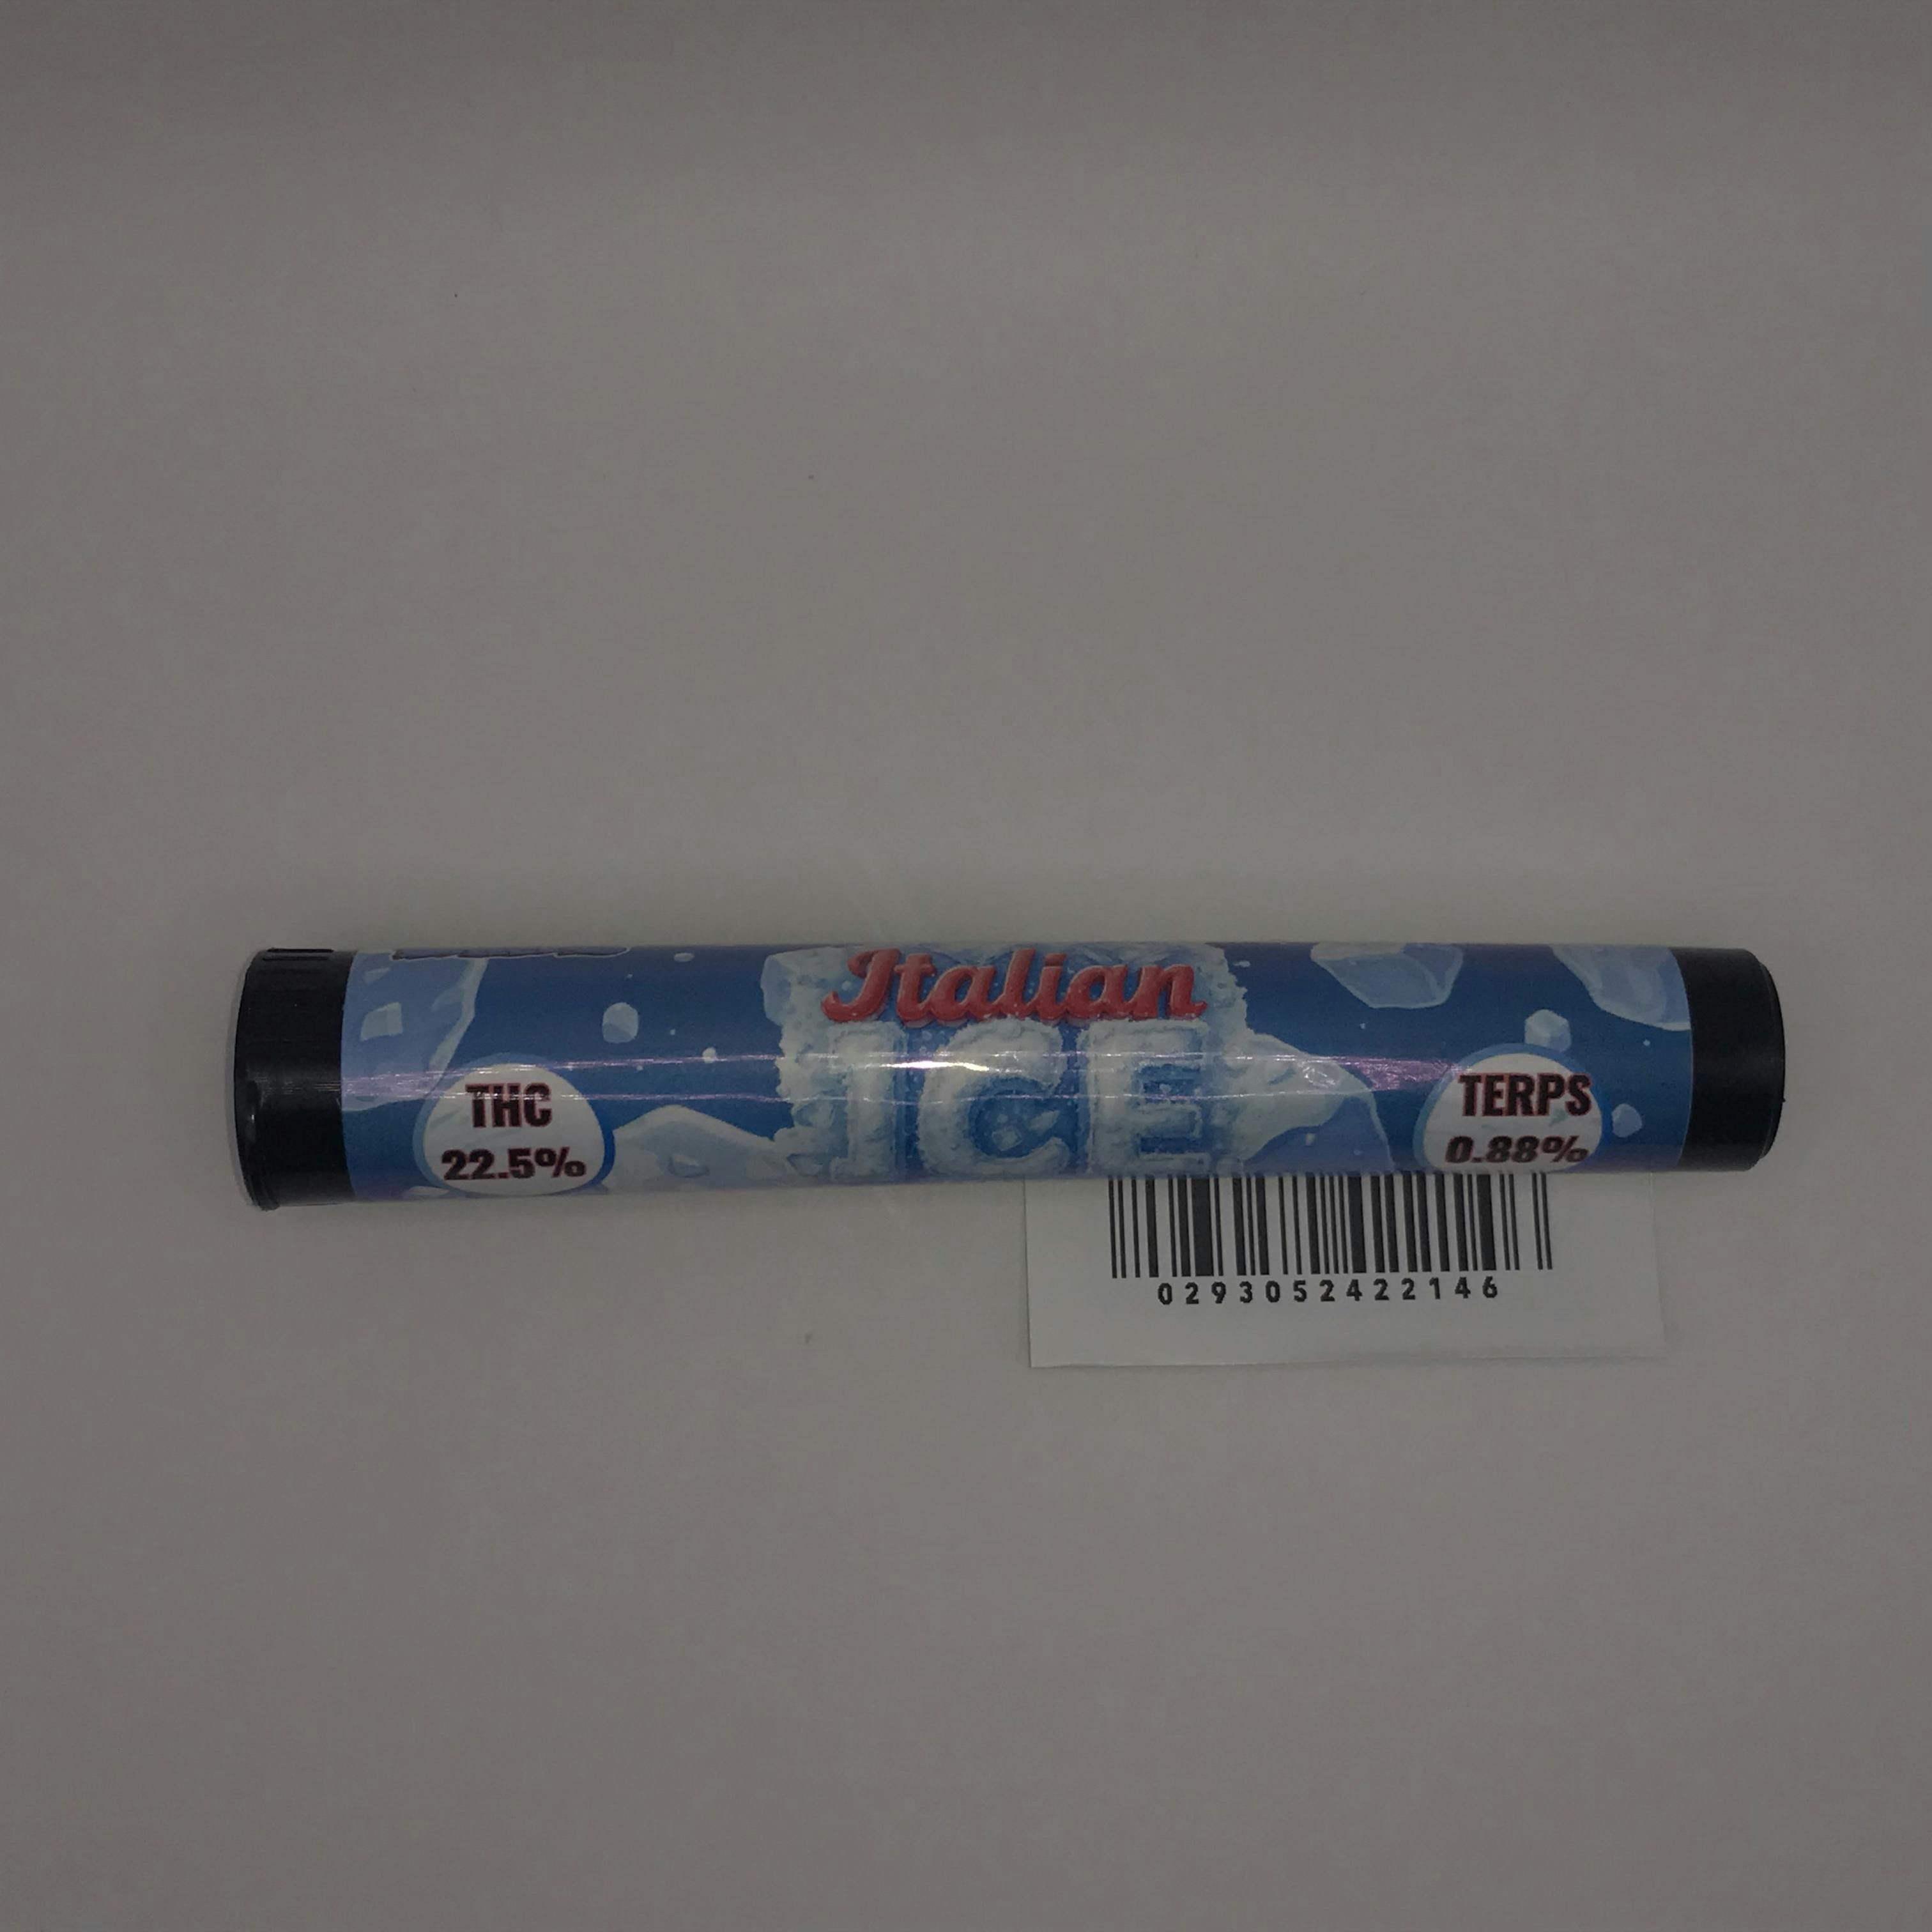 Italian
ICE
THC
22.5%
TERPS
0.88%
0293052422146